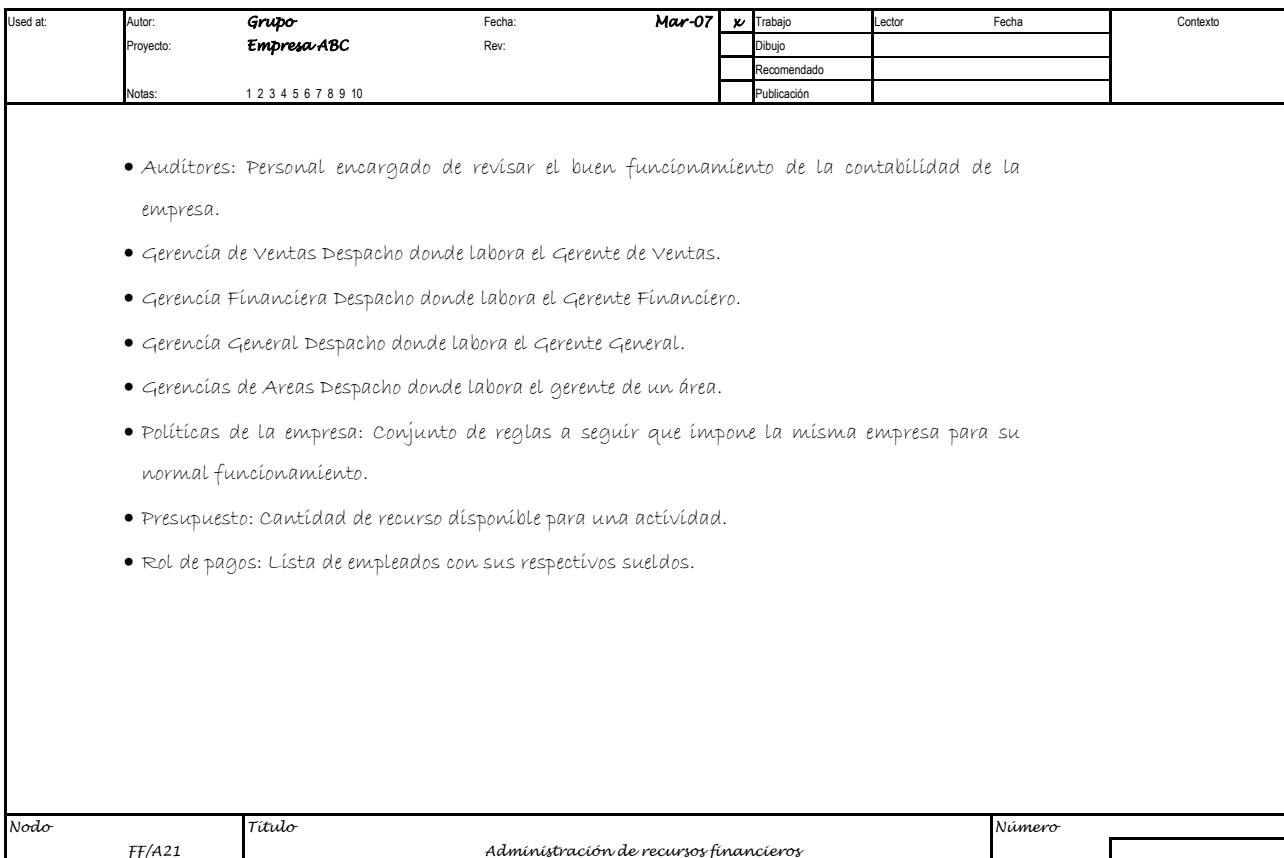 Used at: Autor: Grupo Fecha: Mar-07 x Trabajo Lector Fecha Contexto
Proyecto: Empresa ABC Rev: Dibujo
Recomendado
Notas: 1 2 3 4 5 6 7 8 9 10 Publicación
• Auditores: Personal encargado de revisar el buen funcionamiento de la contabilidad de la
empresa.
• Gerencia de Ventas Despacho donde labora el Gerente de Ventas.
• Gerencia Financiera Despacho donde labora el Gerente Financiero.
• Gerencia General Despacho donde labora el Gerente General.
• Gerencias de Areas Despacho donde labora el gerente de un área.
• Políticas de la empresa: Conjunto de reglas a seguir que impone la misma empresa para su
normal funcionamiento.
• Presupuesto: Cantidad de recurso disponible para una actividad.
• Rol de pagos: Lista de empleados con sus respectivos sueldos.
Nodo Título Número
FF/A21 Administración de recursos financieros